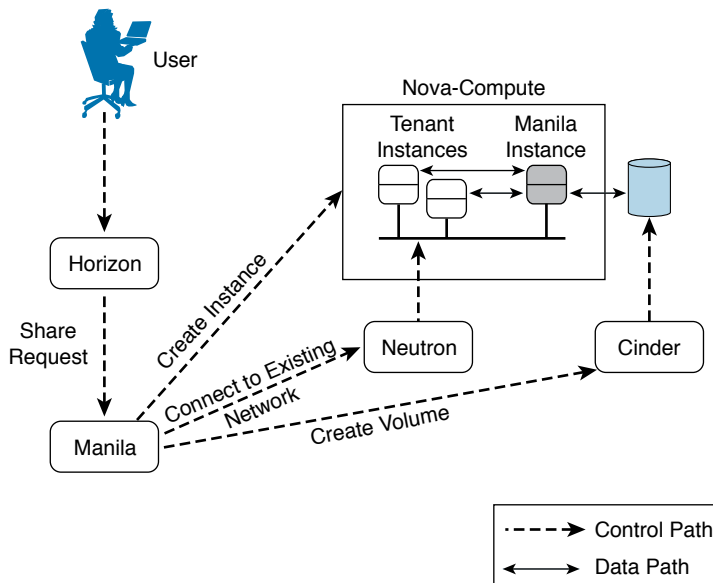 User
Nova-Compute
Tenant
Instances
Manila
Instance
Horizon
Share
Request
Create Instance
Connect to Existing
Network
Create Volume
Neutron
Cinder
Manila
Control Path
Data Path